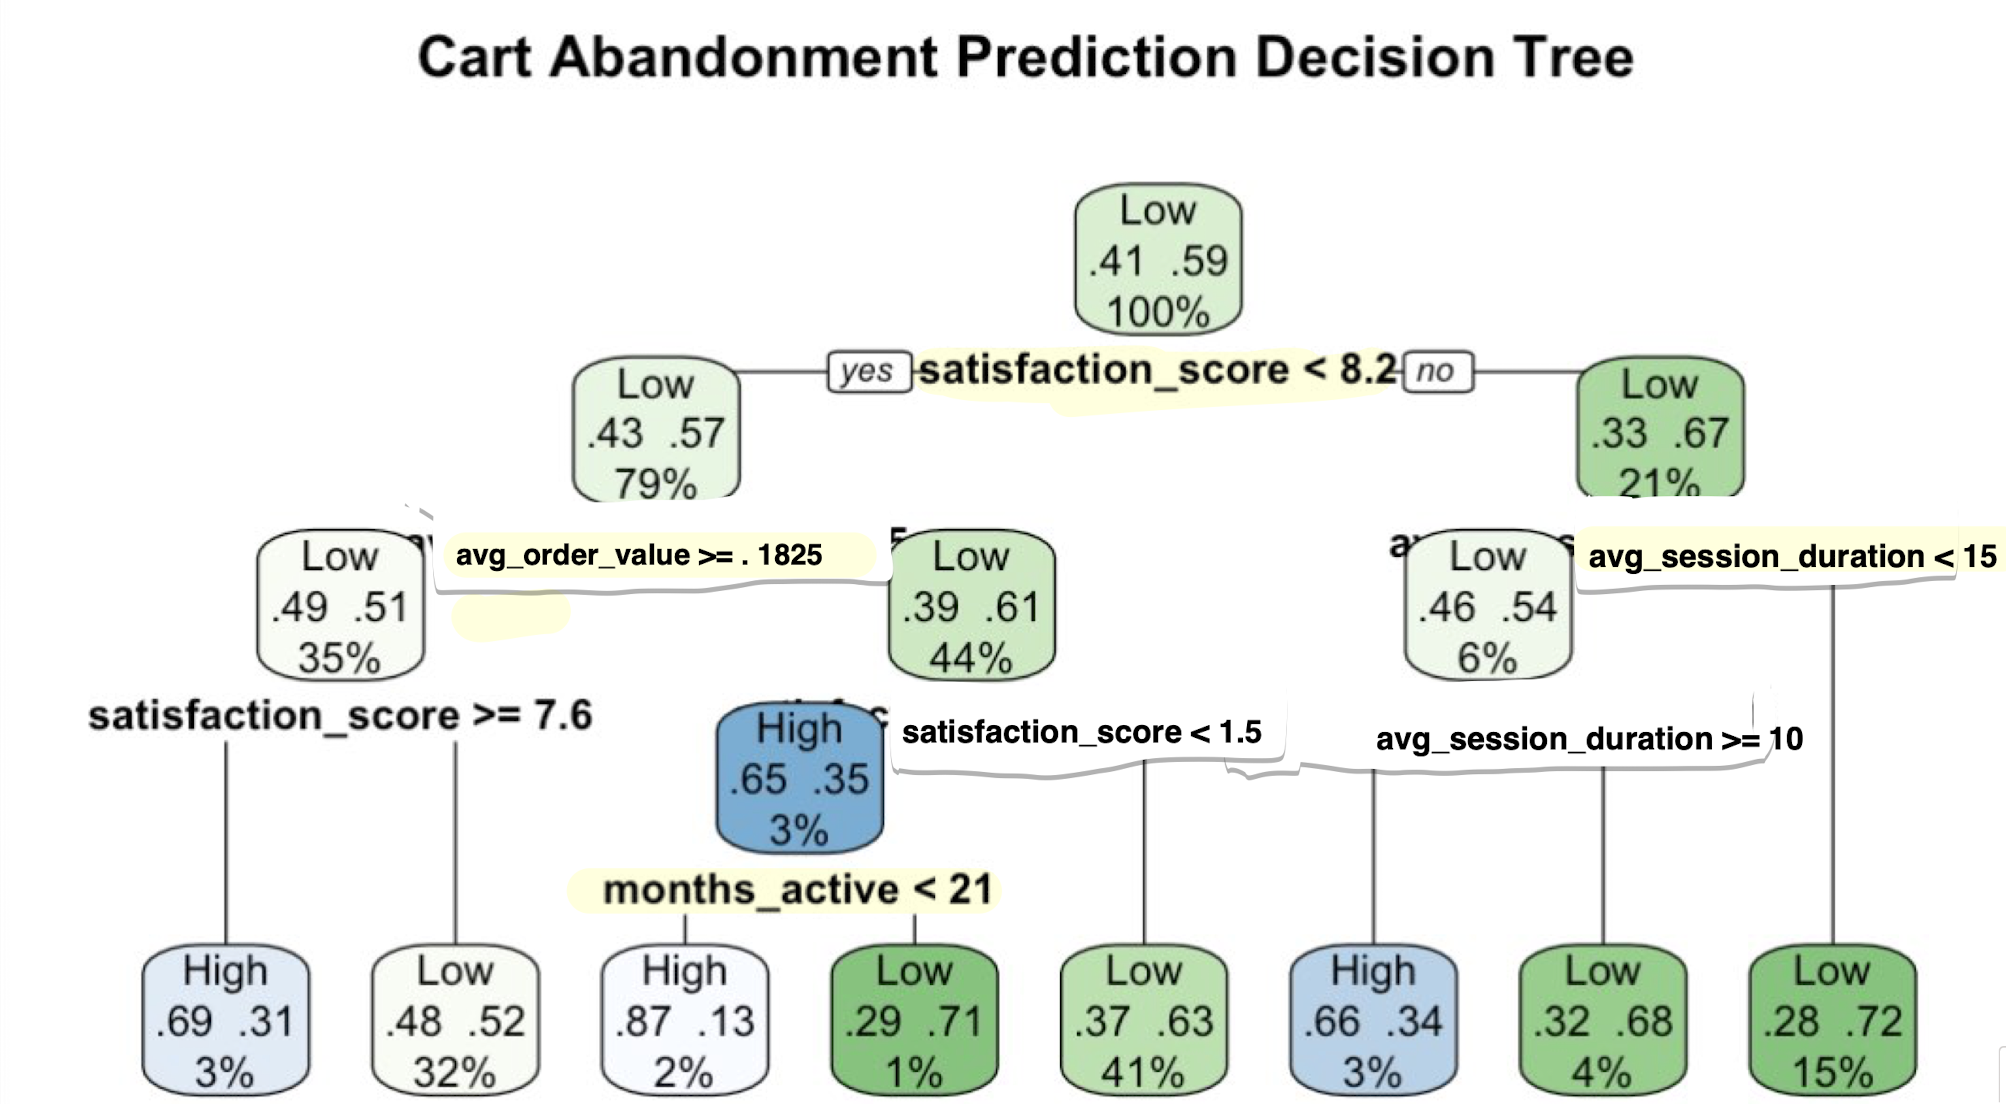 Cart Abandonment Prediction Decision Tree
Low
.41 .59
100%
yes satisfaction_score < 8.2 no
Low
.43 .57
79%
Low
.33 .67
21%
avg_order_value >= . 1825
avg_session_duration < 15
Low
.49 .51
35%
Low
.39 .61
44%
Low
.46 .54
6%
satisfaction_score >= 7.6
satisfaction_score < 1.5
avg_session_duration >= 10
High
.65 .35
3%
months_active < 21
High
.69 .31
3%
Low
.48 .52
32%
High
.87 .13
2%
Low
.29 .71
1%
Low
.37 .63
41%
High
.66 .34
3%
Low
.32 .68
4%
Low
.28 .72
15%